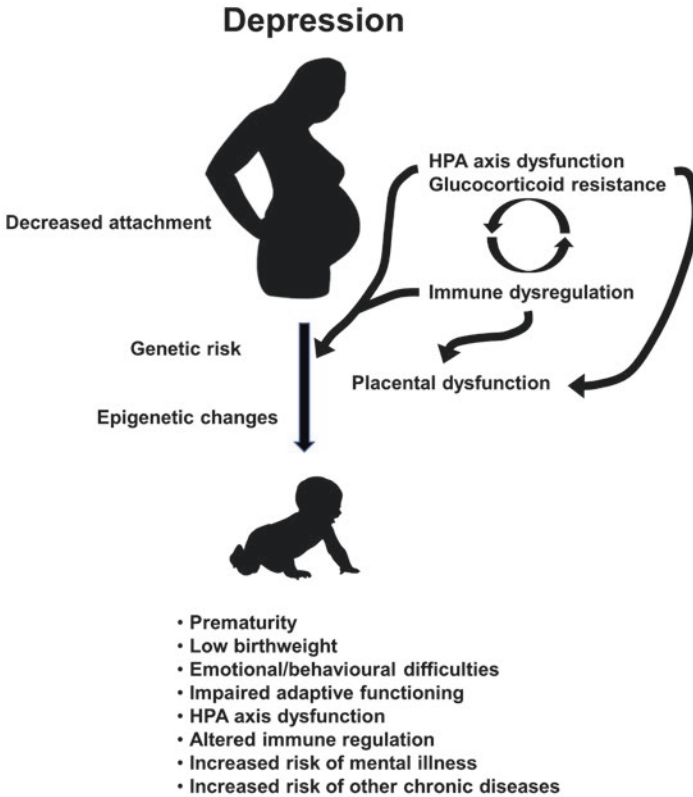 Depression
HPA axis dysfunction
Glucocorticoid resistance
Decreased attachment
Immune dysregulation
Genetic risk
Placental dysfunction
Epigenetic changes
• Prematurity
• Low birthweight
• Emotional/behavioural difficulties
• Impaired adaptive functioning
• HPA axis dysfunction
• Altered immune regulation
• Increased risk of mental illness
• Increased risk of other chronic diseases